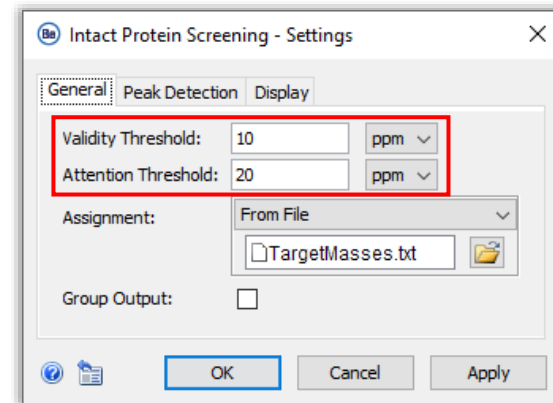 Be Intact Protein Screening - Settings
General Peak Detection Display
Validity Threshold: 10 ppm
Attention Threshold: 20 ppm
Assignment: From File
TargetMasses.txt
Group Output:
? OK Cancel Apply